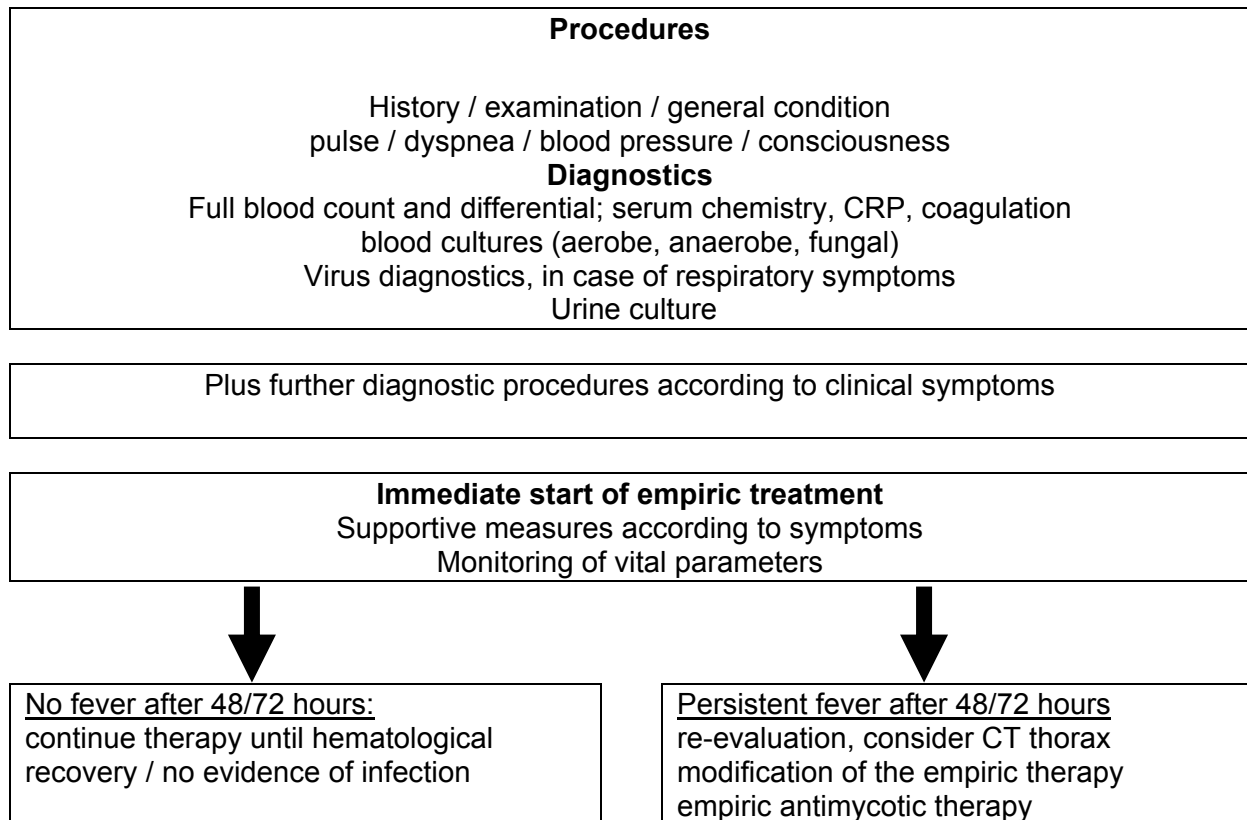 Procedures
History / examination / general condition
pulse / dyspnea / blood pressure / consciousness
Diagnostics
Full blood count and differential; serum chemistry, CRP, coagulation
blood cultures (aerobe, anaerobe, fungal)
Virus diagnostics, in case of respiratory symptoms
Urine culture
Plus further diagnostic procedures according to clinical symptoms
Immediate start of empiric treatment
Supportive measures according to symptoms
Monitoring of vital parameters
No fever after 48/72 hours:
continue therapy until hematological
recovery / no evidence of infection
Persistent fever after 48/72 hours
re-evaluation, consider CT thorax
modification of the empiric therapy
empiric antimycotic therapy